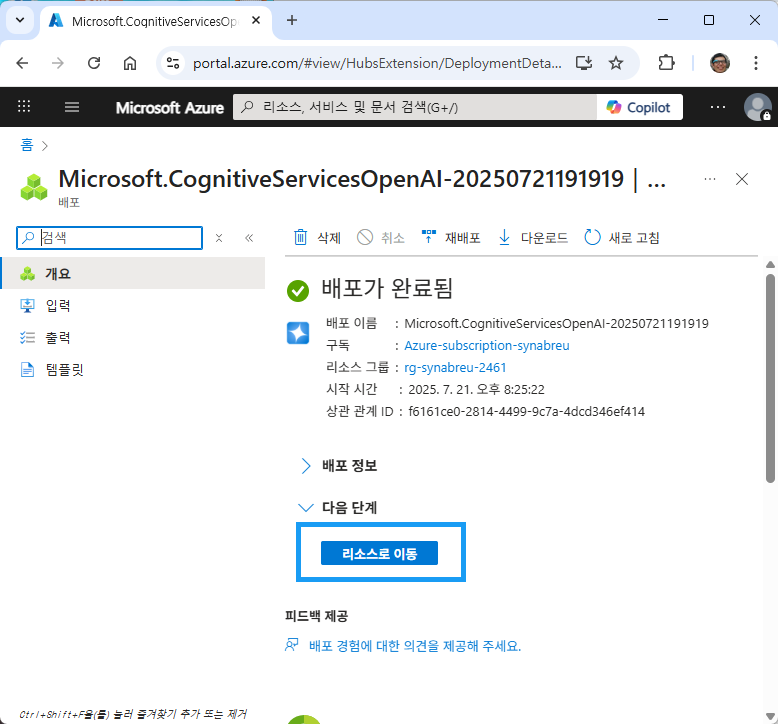 Microsoft.CognitiveServicesOpe
portal.azure.com/#view/HubsExtension/DeploymentDeta...
Microsoft Azure
리소스, 서비스 및 문서 검색(G+/)
Copilot
홈
Microsoft.CognitiveServicesOpenAI-20250721191919 | ...
배포
검색
개요
입력
출력
템플릿
삭제 취소 재배포 다운로드 새로 고침
배포가 완료됨
배포 이름 : Microsoft.CognitiveServicesOpenAI-20250721191919
구독 : Azure-subscription-synabreu
리소스 그룹 : rg-synabreu-2461
시작 시간 : 2025. 7. 21. 오후 8:25:22
상관 관계 ID : f6161ce0-2814-4499-9c7a-4dcd346ef414
배포 정보
다음 단계
리소스로 이동
피드백 제공
배포 경험에 대한 의견을 제공해 주세요.
Ctrl+Shift+F을(를) 눌러 즐겨찾기 추가 또는 제거